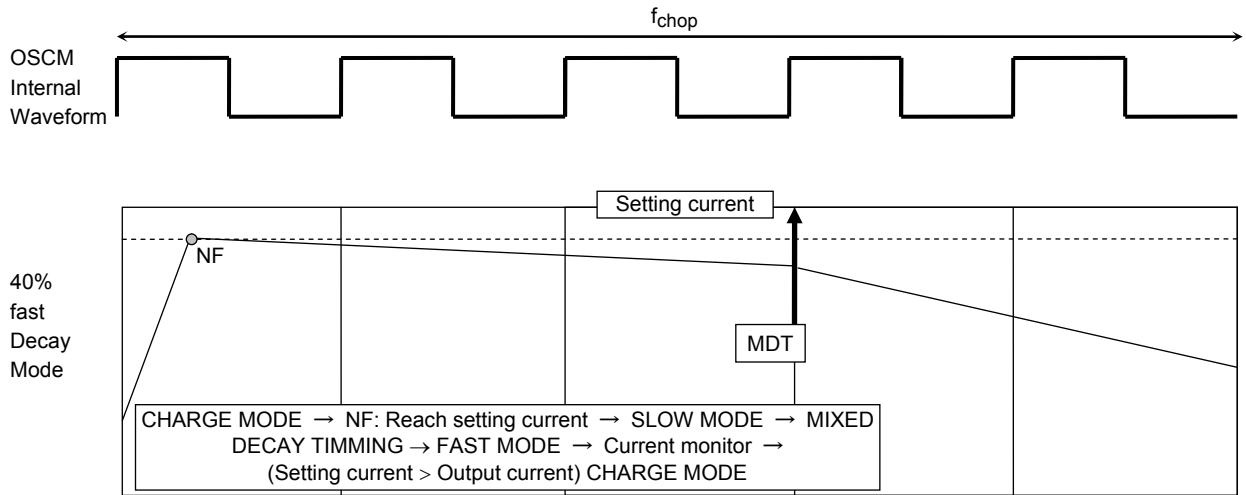 f_chop
OSCM
Internal
Waveform
Setting current
NF
40%
fast
Decay
Mode
MDT
CHARGE MODE → NF: Reach setting current → SLOW MODE → MIXED
DECAY TIMMING → FAST MODE → Current monitor →
(Setting current > Output current) CHARGE MODE